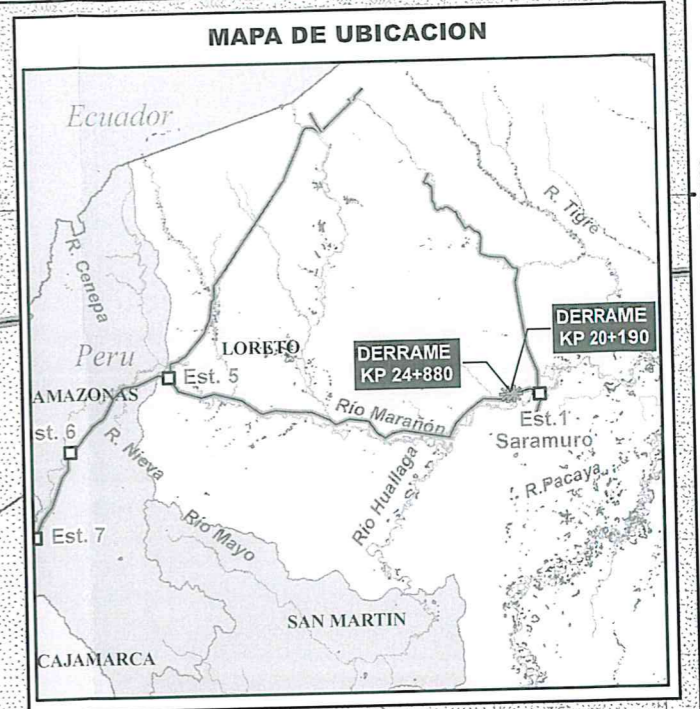 MAPA DE UBICACION
Ecuador
R. Tigre
R. Cenepa
DERRAME
KP 20+190
Peru
LORETO
DERRAME
KP 24+880
Est. 5
AMAZONAS
Río Marañón
Est.1
Saramuro
st. 6
R. Nieva
Río Huallaga
R.Pacaya
Est. 7
Río Mayo
SAN MARTIN
CAJAMARCA